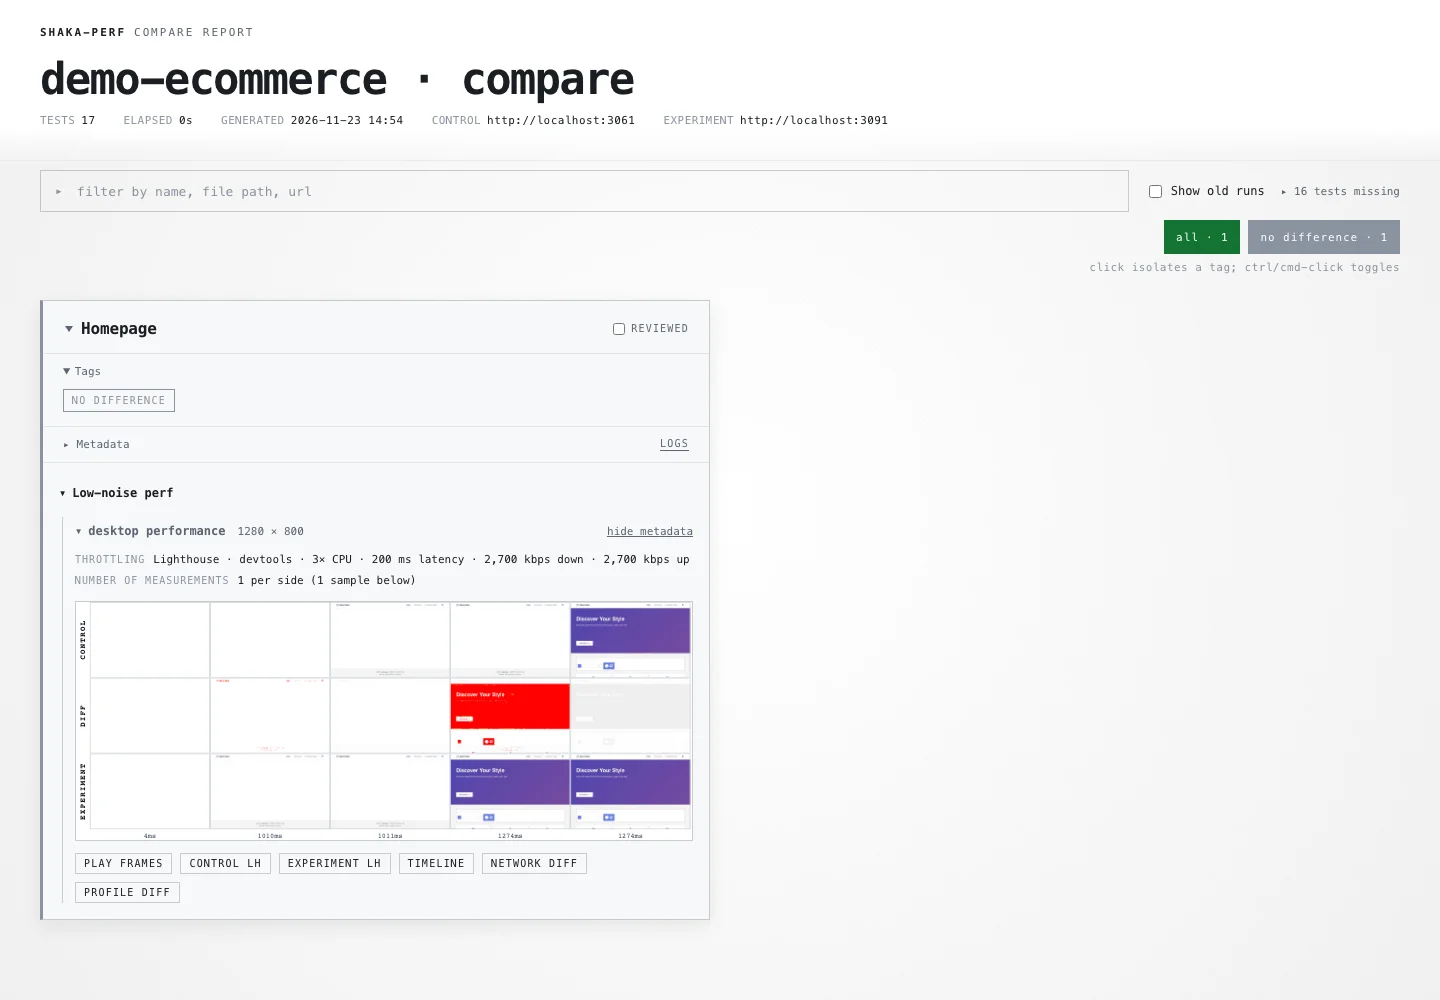 SHAKA-PERF COMPARE REPORT
demo-ecommerce · compare
TESTS 17 ELAPSED 0s GENERATED 2026-11-23 14:54 CONTROL http://localhost:3061 EXPERIMENT http://localhost:3091
▸ filter by name, file path, url
Show old runs ▸ 16 tests missing
all · 1 no difference · 1
click isolates a tag; ctrl/cmd-click toggles
▼ Homepage REVIEWED
▼ Tags
NO DIFFERENCE
▸ Metadata LOGS
▾ Low-noise perf
▾ desktop performance 1280 × 800 hide metadata
THROTTLING Lighthouse · devtools · 3× CPU · 200 ms latency · 2,700 kbps down · 2,700 kbps up
NUMBER OF MEASUREMENTS 1 per side (1 sample below)
CONTROL
Discover Your Style
DIFF
Discover Your Style
EXPERIMENT
Discover Your Style
Discover Your Style
4ms 1010ms 1011ms 1274ms 1274ms
PLAY FRAMES CONTROL LH EXPERIMENT LH TIMELINE NETWORK DIFF
PROFILE DIFF